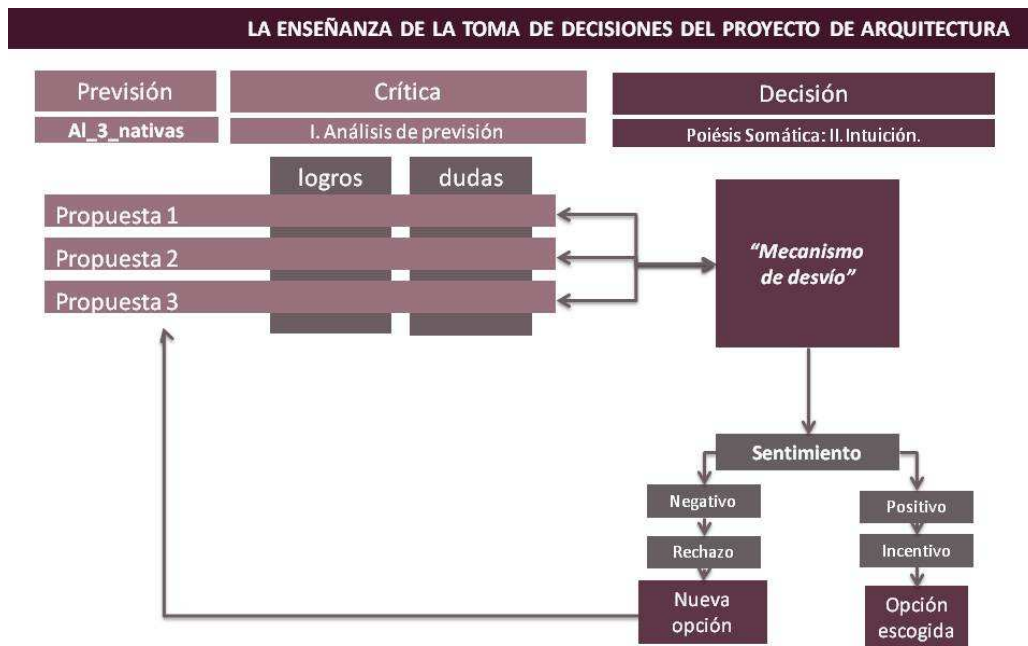 LA ENSEÑANZA DE LA TOMA DE DECISIONES DEL PROYECTO DE ARQUITECTURA
Previsión
Crítica
Decisión
Al_3_nativas
I. Análisis de previsión
Poiésis Somática: II. Intuición.
logros
dudas
Propuesta 1
Propuesta 2
Propuesta 3
"Mecanismo
de desvío"
Sentimiento
Negativo
Positivo
Rechazo
Incentivo
Nueva
opción
Opción
escogida